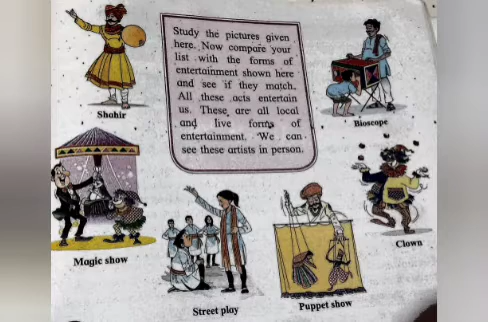 Study the pictures given
here. Now compare your
list with the forms of
entertainment shown here
and see if they match.
All these acts entertain
us. These are all local
and live forms of
entertainment. We can
see these artists in person.
Shahir
Bioscope
Magic show
Street play
Puppet show
Clown